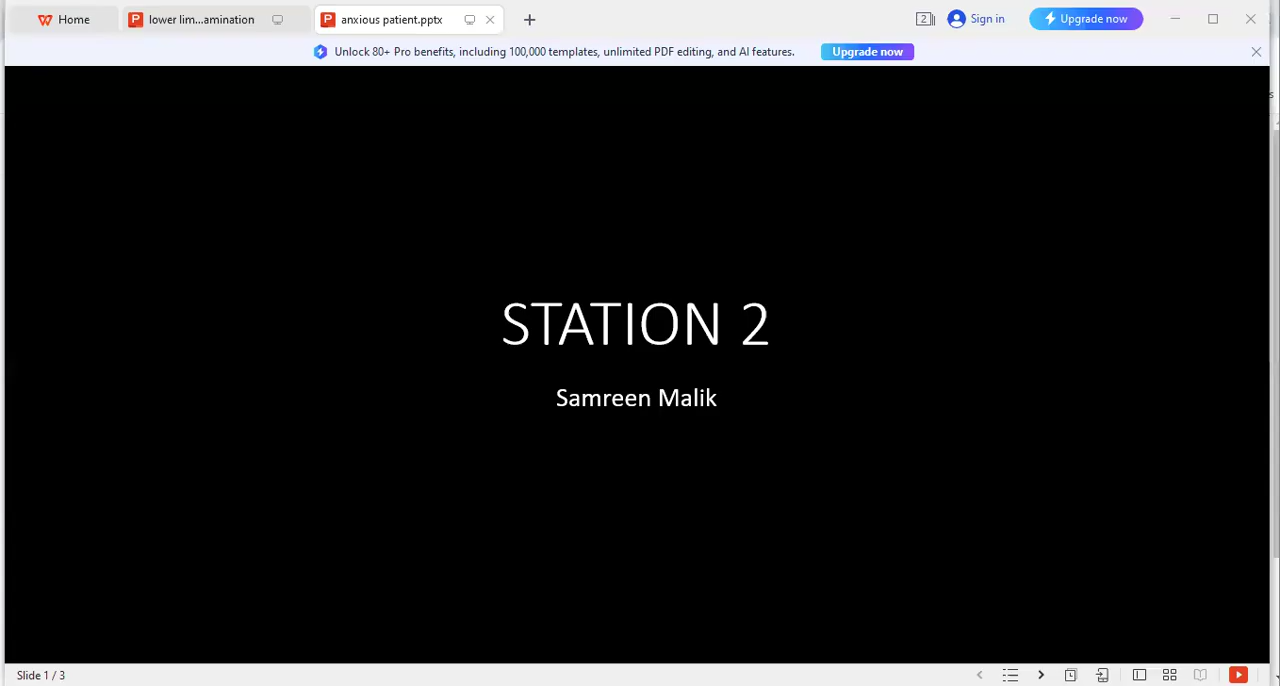 Home
lower lim...amination
anxious patient.pptx
2
Sign in
Upgrade now
Unlock 80+ Pro benefits, including 100,000 templates, unlimited PDF editing, and AI features.
Upgrade now
STATION 2
Samreen Malik
Slide 1 / 3